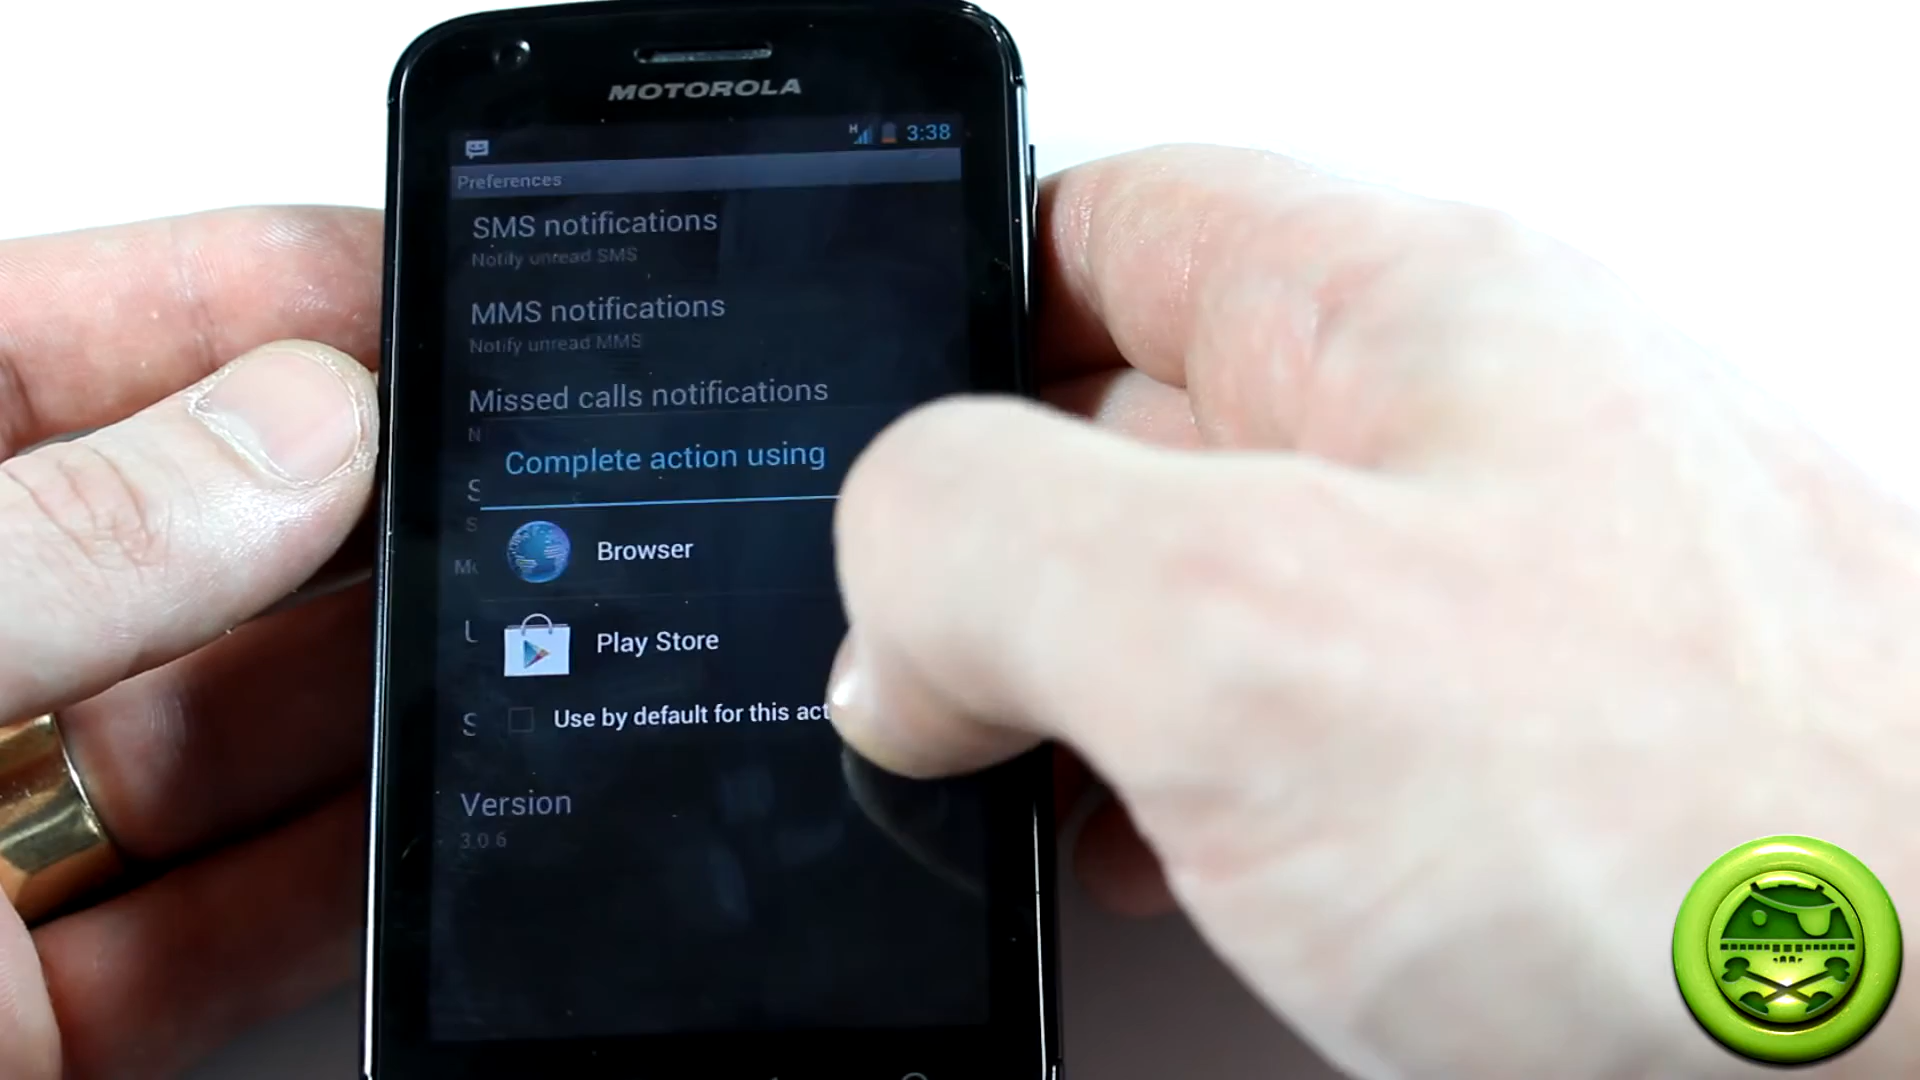 MOTOROLA
H 3:38
Preferences
SMS notifications
Notify unread SMS
MMS notifications
Notify unread MMS
Missed calls notifications
N
Complete action using
S
S
Browser
Mo
U
Play Store
S
Use by default for this act
Version
3.0.6